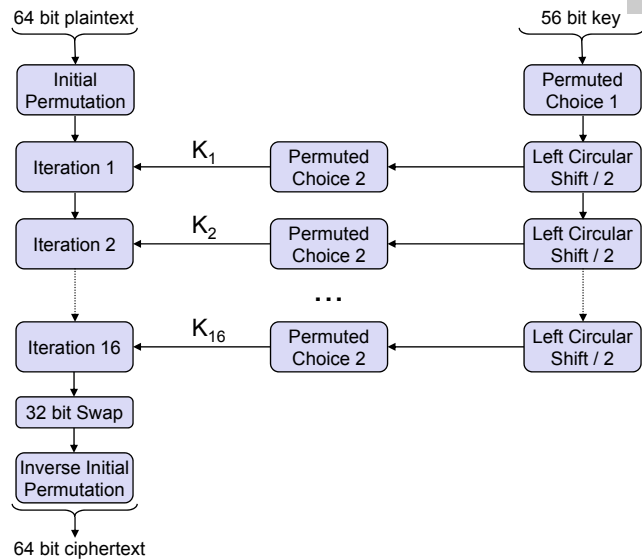 64 bit plaintext
56 bit key
Initial
Permutation
Permuted
Choice 1
Iteration 1
K1
Permuted
Choice 2
Left Circular
Shift / 2
Iteration 2
K2
Permuted
Choice 2
Left Circular
Shift / 2
...
Iteration 16
K16
Permuted
Choice 2
Left Circular
Shift / 2
32 bit Swap
Inverse Initial
Permutation
64 bit ciphertext